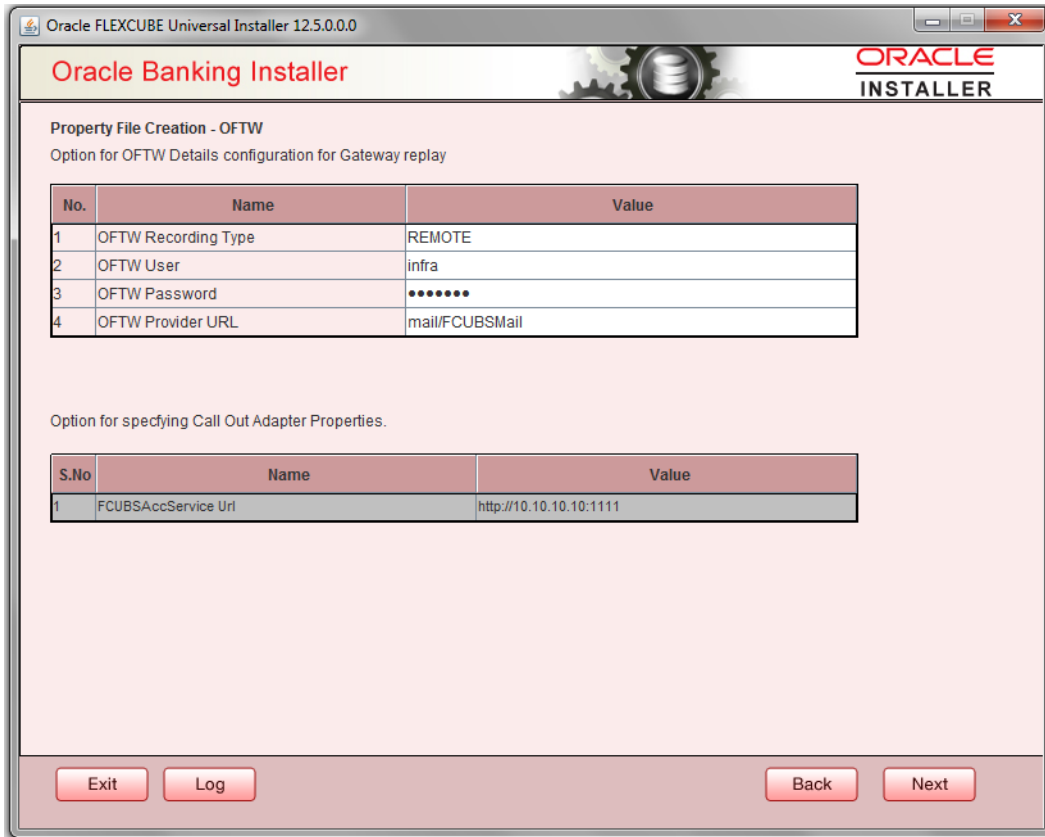 Oracle FLEXCUBE Universal Installer 12.5.0.0.0
Oracle Banking Installer
ORACLE
INSTALLER
Property File Creation - OFTW
Option for OFTW Details configuration for Gateway replay
No. Name Value
1 OFTW Recording Type REMOTE
2 OFTW User infra
3 OFTW Password •••••••
4 OFTW Provider URL mail/FCUBSMail
Option for specfying Call Out Adapter Properties.
S.No Name Value
1 FCUBSAccService Url http://10.10.10.10:1111
Exit Log Back Next